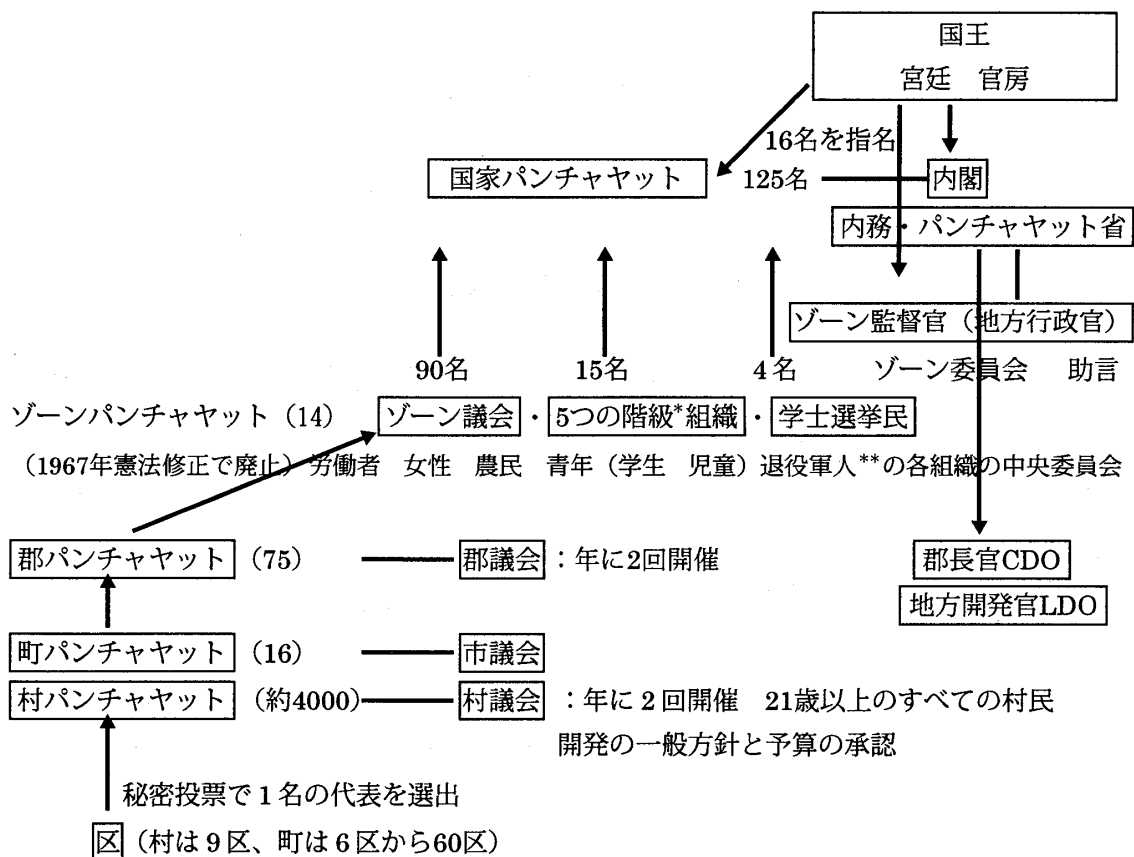 国王
宮廷　官房
16名を指名
国家パンチャヤット　125名　内閣
内務・パンチャヤット省
ゾーン監督官（地方行政官）
90名　15名　4名　ゾーン委員会　助言
ゾーンパンチャヤット（14）　ゾーン議会・5つの階級*組織・学士選挙民
（1967年憲法修正で廃止）労働者　女性　農民　青年（学生　児童）退役軍人**の各組織の中央委員会
郡パンチャヤット（75）　郡議会：年に2回開催　郡長官CDO
地方開発官LDO
町パンチャヤット（16）　市議会
村パンチャヤット（約4000）　村議会：年に2回開催　21歳以上のすべての村民
開発の一般方針と予算の承認
秘密投票で1名の代表を選出
区（村は9区、町は6区から60区）